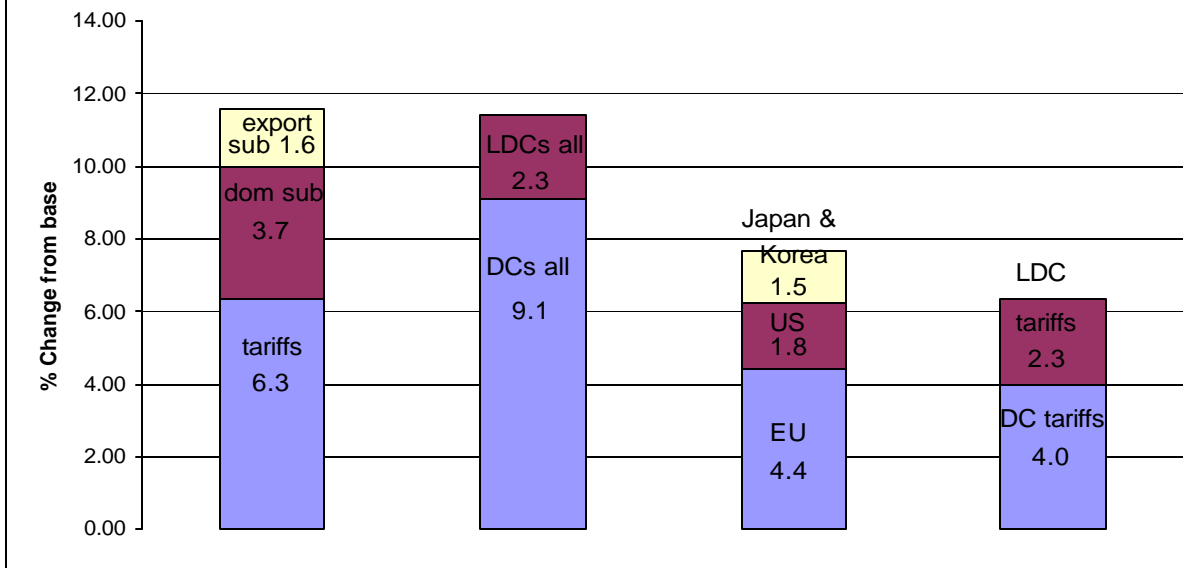 14.00
12.00
10.00
8.00
6.00
4.00
2.00
0.00
% Change from base
export
sub 1.6
dom sub
3.7
tariffs
6.3
LDCs all
2.3
DCs all
9.1
Japan &
Korea
1.5
US
1.8
EU
4.4
LDC
tariffs
2.3
DC tariffs
4.0